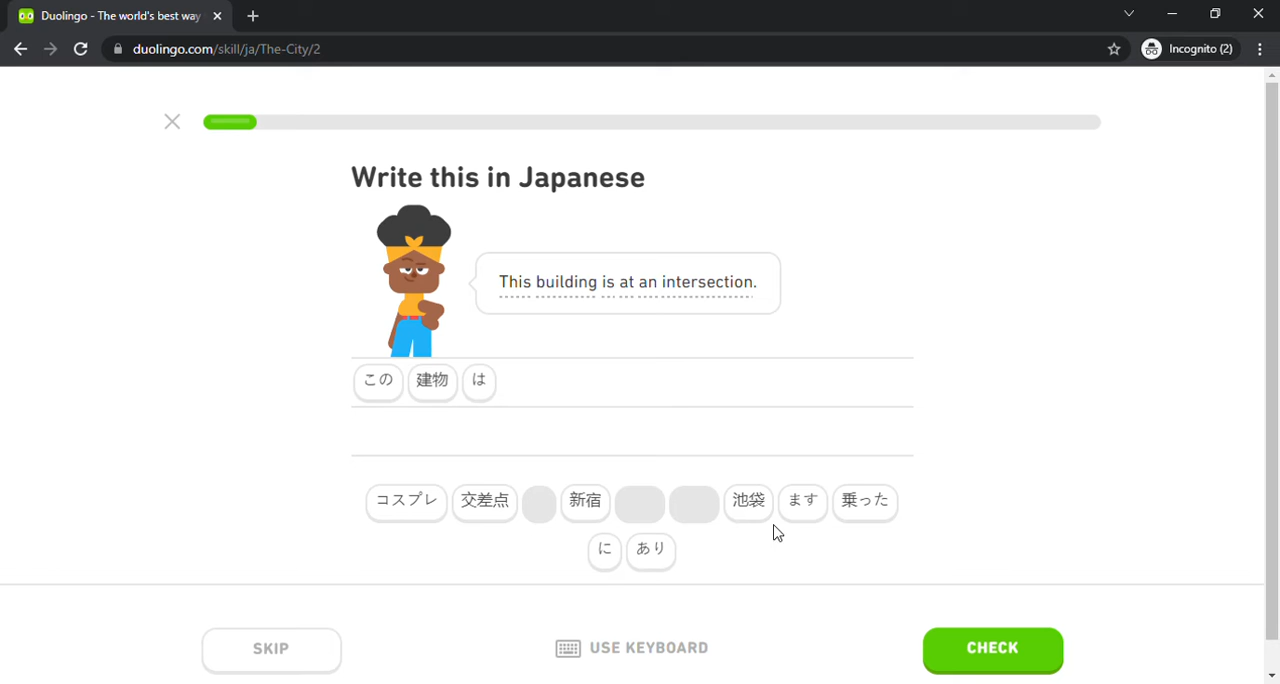 Duolingo - The world's best way
duolingo.com/skill/ja/The-City/2
Incognito (2)
Write this in Japanese
This building is at an intersection.
この 建物 は
コスプレ 交差点 新宿 池袋 ます 乗った
に あり
SKIP
USE KEYBOARD
CHECK